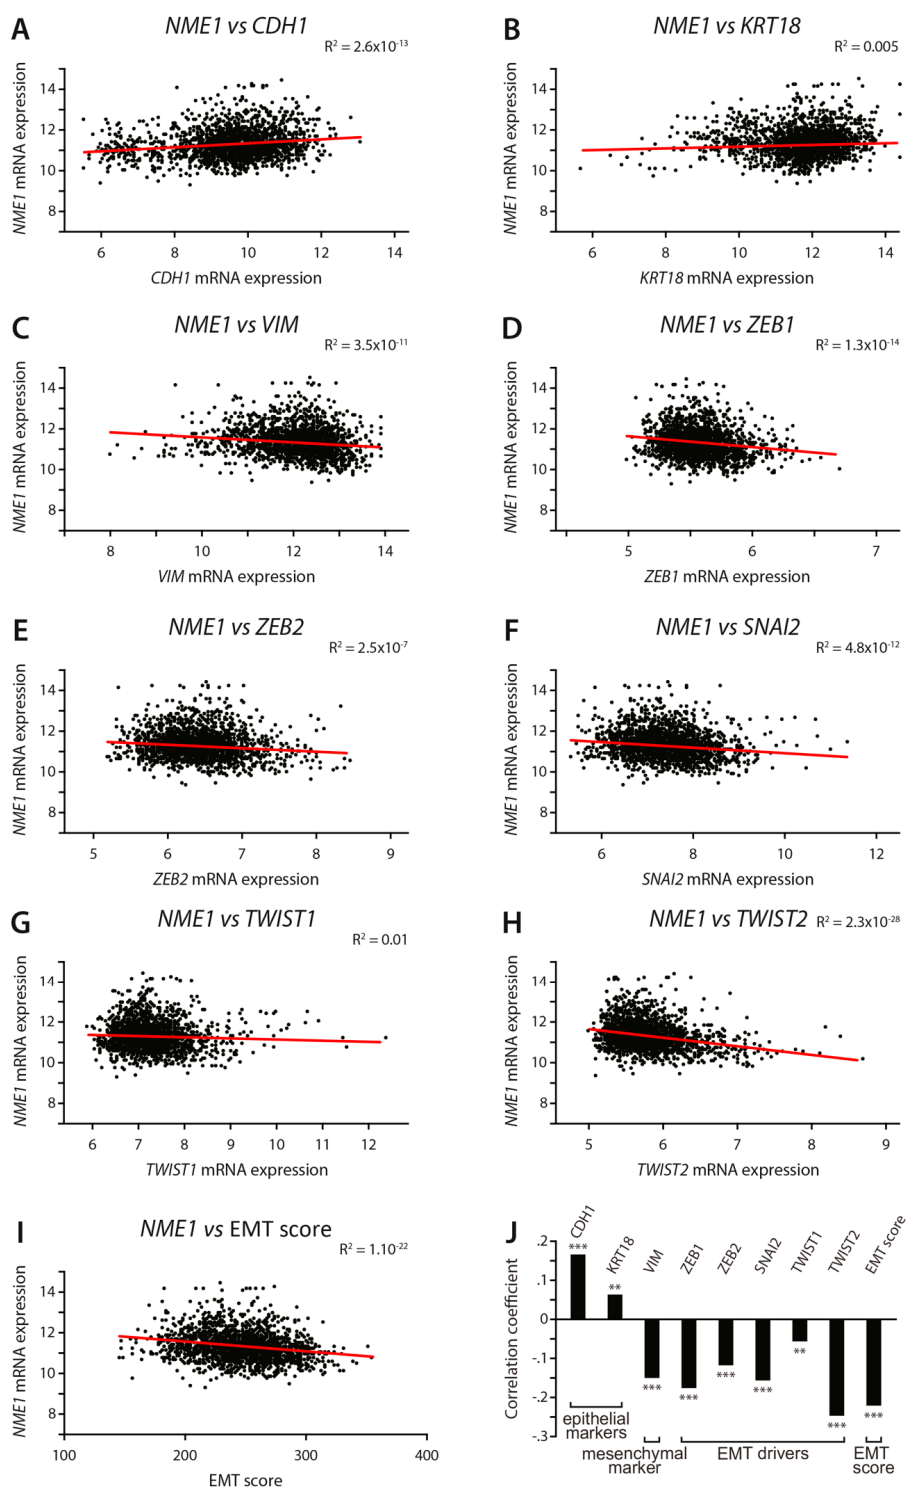 A
NME1 vs CDH1
R² = 2.6x10⁻¹³
NME1 mRNA expression
14
12
10
8
6 8 10 12 14
CDH1 mRNA expression
B
NME1 vs KRT18
R² = 0.005
NME1 mRNA expression
14
12
10
8
6 8 10 12 14
KRT18 mRNA expression
C
NME1 vs VIM
R² = 3.5x10⁻¹¹
NME1 mRNA expression
14
12
10
8
8 10 12 14
VIM mRNA expression
D
NME1 vs ZEB1
R² = 1.3x10⁻¹⁴
NME1 mRNA expression
14
12
10
8
5 6 7
ZEB1 mRNA expression
E
NME1 vs ZEB2
R² = 2.5x10⁻⁷
NME1 mRNA expression
14
12
10
8
5 6 7 8 9
ZEB2 mRNA expression
F
NME1 vs SNAI2
R² = 4.8x10⁻¹²
NME1 mRNA expression
14
12
10
8
6 8 10 12
SNAI2 mRNA expression
G
NME1 vs TWIST1
R² = 0.01
NME1 mRNA expression
14
12
10
8
6 7 8 9 10 11 12
TWIST1 mRNA expression
H
NME1 vs TWIST2
R² = 2.3x10⁻²⁸
NME1 mRNA expression
14
12
10
8
5 6 7 8 9
TWIST2 mRNA expression
I
NME1 vs EMT score
R² = 1.10⁻²²
NME1 mRNA expression
14
12
10
8
100 200 300 400
EMT score
J
Correlation coefficient
.2
.1
0
-.1
-.2
-.3
CDH1
KRT18
VIM
ZEB1
ZEB2
SNAI2
TWIST1
TWIST2
EMT score
***
**
***
***
***
***
**
***
***
epithelial
markers
mesenchymal
marker
EMT drivers
EMT
score